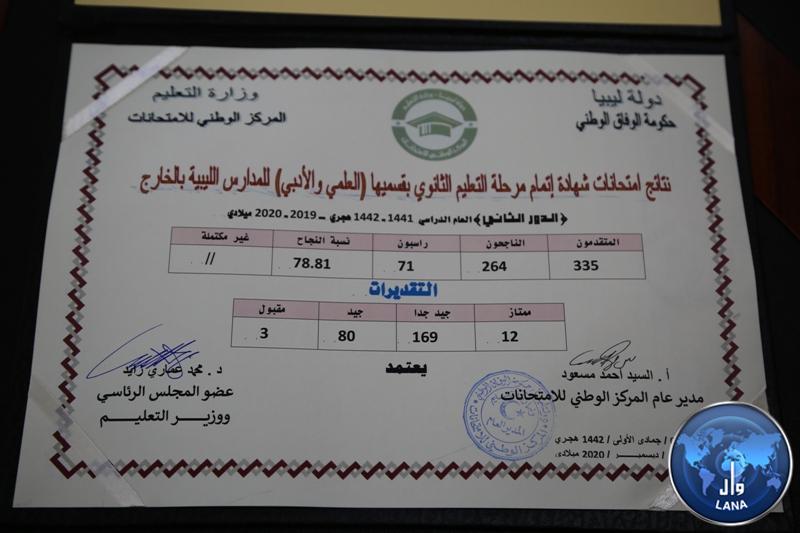 دولة ليبيا
حكومة الوفاق الوطني
وزارة التعليم
المركز الوطني للامتحانات
نتائج امتحانات شهادة إتمام مرحلة التعليم الثانوي بقسميها (العلمي والأدبي) للمدارس الليبية بالخارج
﴿الدور الثاني﴾ العام الدراسي 1441 - 1442 هجري - 2019 - 2020 ميلادي
المتقدمون الناجحون راسبون نسبة النجاح غير مكتملة
335 264 71 78.81 //
التقديرات
ممتاز جيد جدا جيد مقبول
12 169 80 3
يعتمد
أ . السيد أحمد مسعود
مدير عام المركز الوطني للامتحانات
د . محمد عماري زايد
عضو المجلس الرئاسي
ووزير التعليم
/ جمادى الأولى / 1442 هجري
/ ديسمبر / 2020 ميلادي
وال
LANA